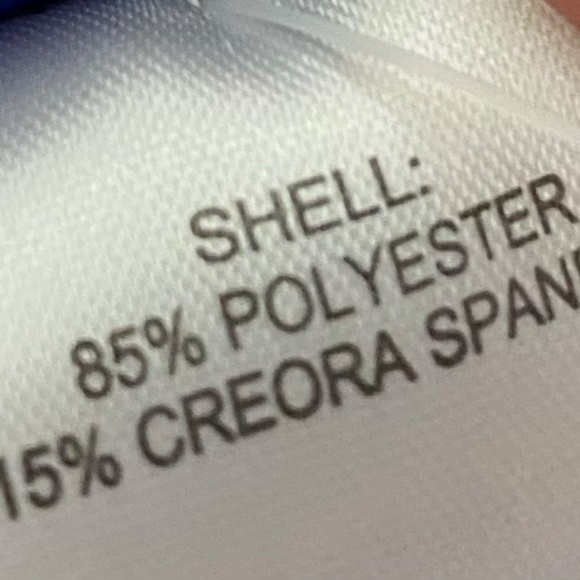 SHELL:
85% POLYESTER
15% CREORA SPAN